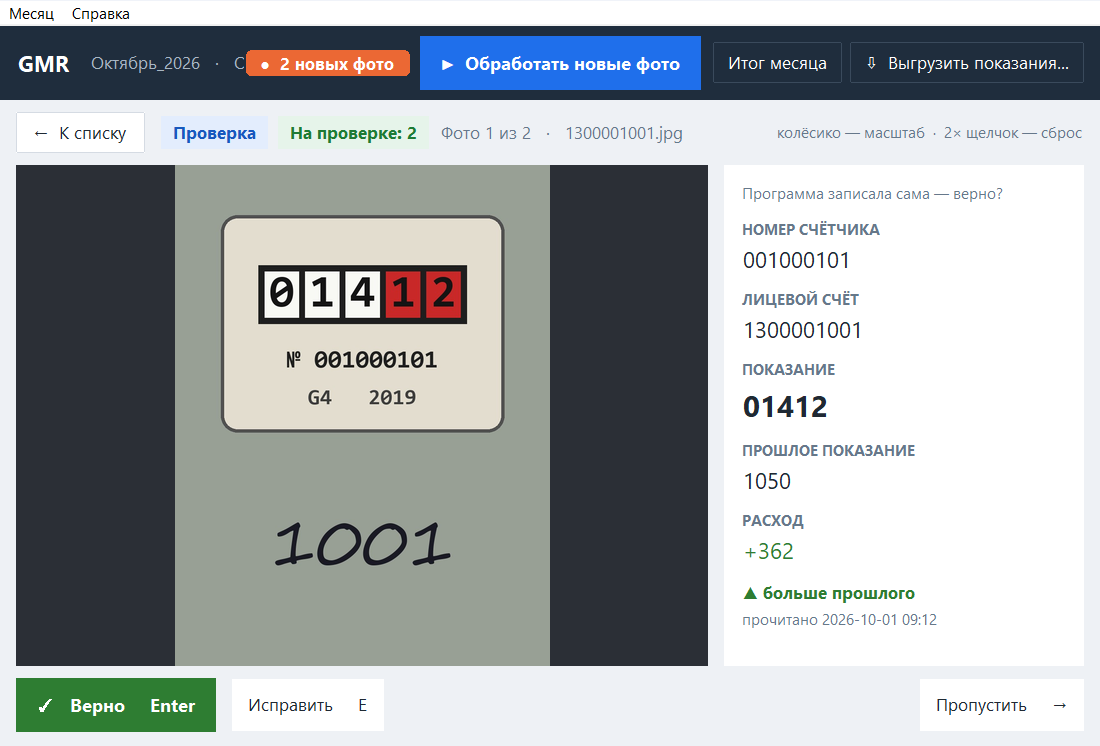 Месяц Справка
GMR Октябрь_2026 · С ● 2 новых фото ► Обработать новые фото Итог месяца ⇩ Выгрузить показания...
← К списку Проверка На проверке: 2 Фото 1 из 2 · 1300001001.jpg колёсико — масштаб · 2× щелчок — сброс
01412
№ 001000101
G4 2019
1001
Программа записала сама — верно?
НОМЕР СЧЁТЧИКА
001000101
ЛИЦЕВОЙ СЧЁТ
1300001001
ПОКАЗАНИЕ
01412
ПРОШЛОЕ ПОКАЗАНИЕ
1050
РАСХОД
+362
▲ больше прошлого
прочитано 2026-10-01 09:12
✓ Верно Enter Исправить E Пропустить →